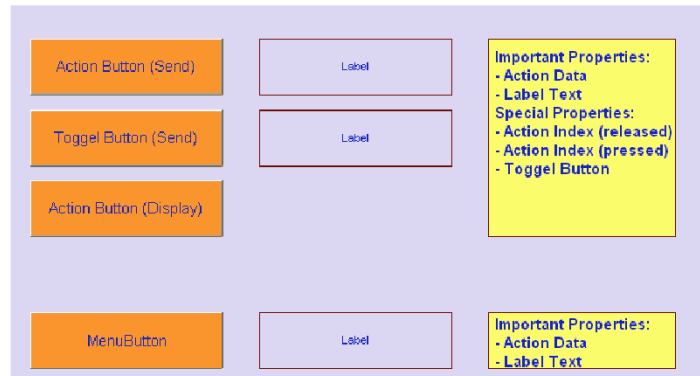 Action Button (Send)
Label
Toggel Button (Send)
Label
Action Button (Display)
Important Properties:
- Action Data
- Label Text
Special Properties:
- Action Index (released)
- Action Index (pressed)
- Toggel Button
MenuButton
Label
Important Properties:
- Action Data
- Label Text